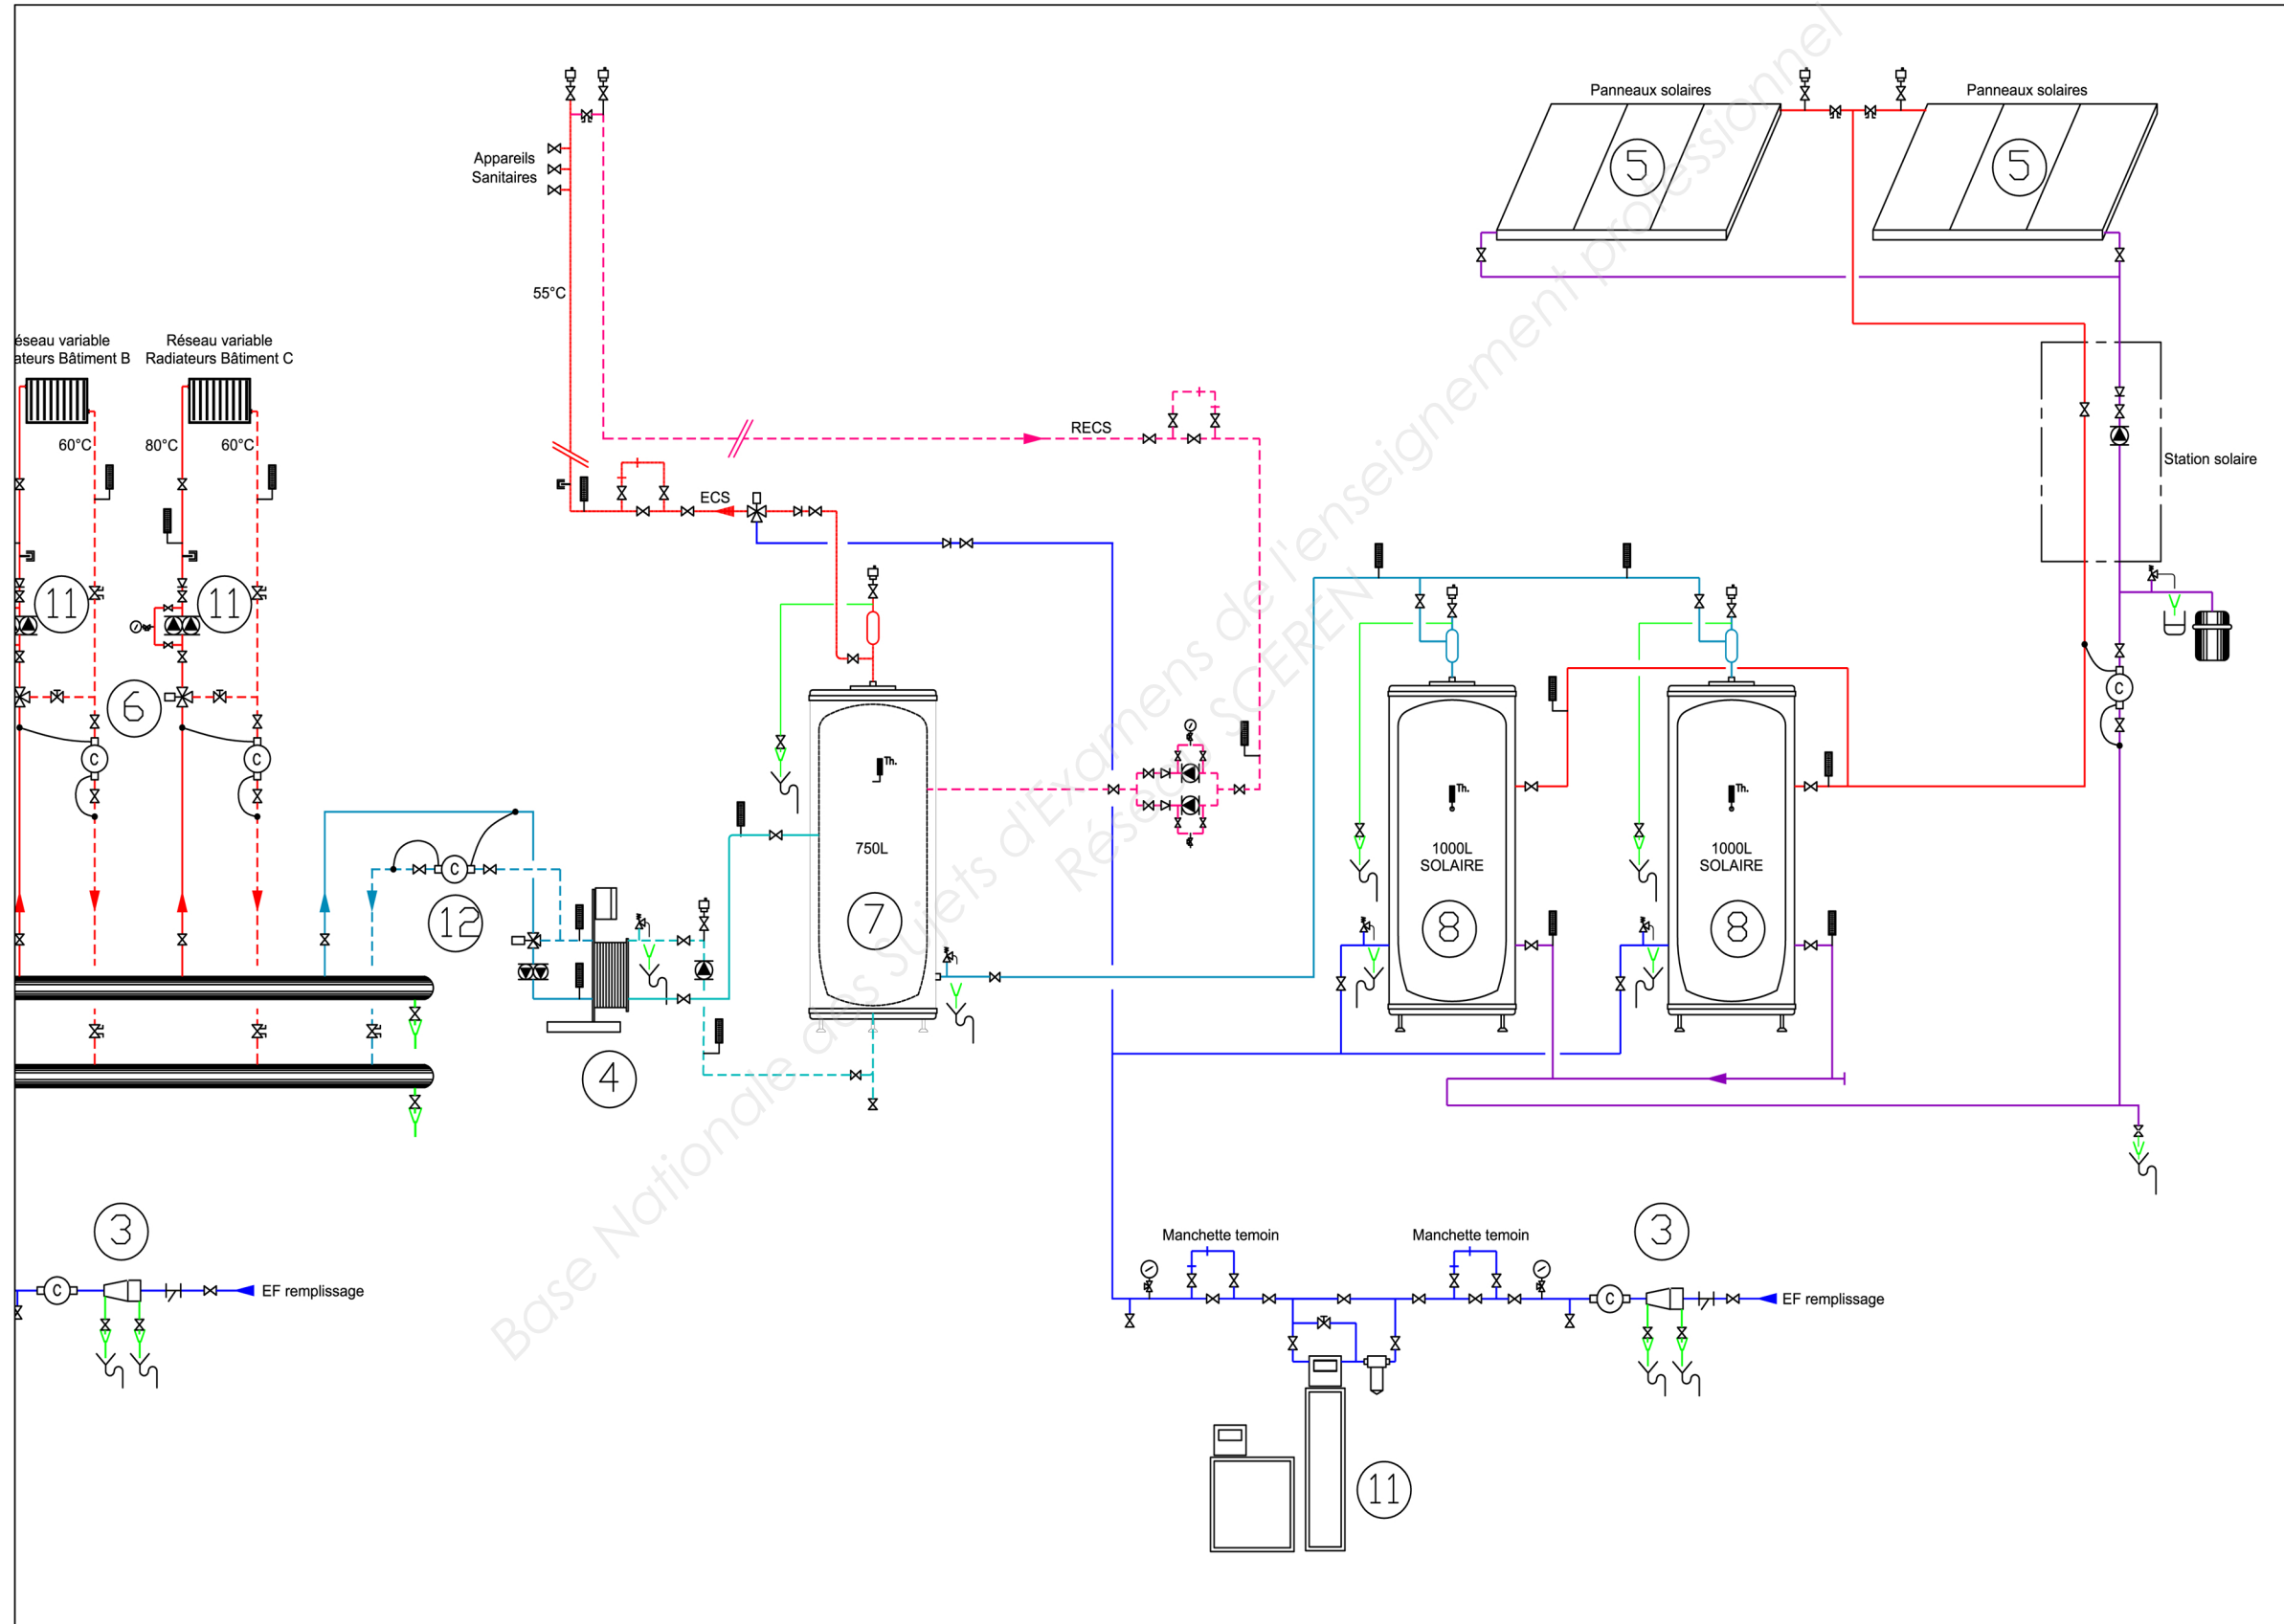 Panneaux solaires
Panneaux solaires
5
5
Appareils
Sanitaires
55°C
éseau variable
ateurs Bâtiment B
Réseau variable
Radiateurs Bâtiment C
60°C
80°C
60°C
RECS
ECS
Station solaire
11
11
6
C
C
C
Th.
Th.
Th.
750L
1000L
SOLAIRE
1000L
SOLAIRE
C
12
7
8
8
4
3
3
Manchette temoin
Manchette temoin
C
EF remplissage
C
EF remplissage
11
Base Nationale des Sujets d'Examens de l'enseignement professionnel
Réseau SCEREN